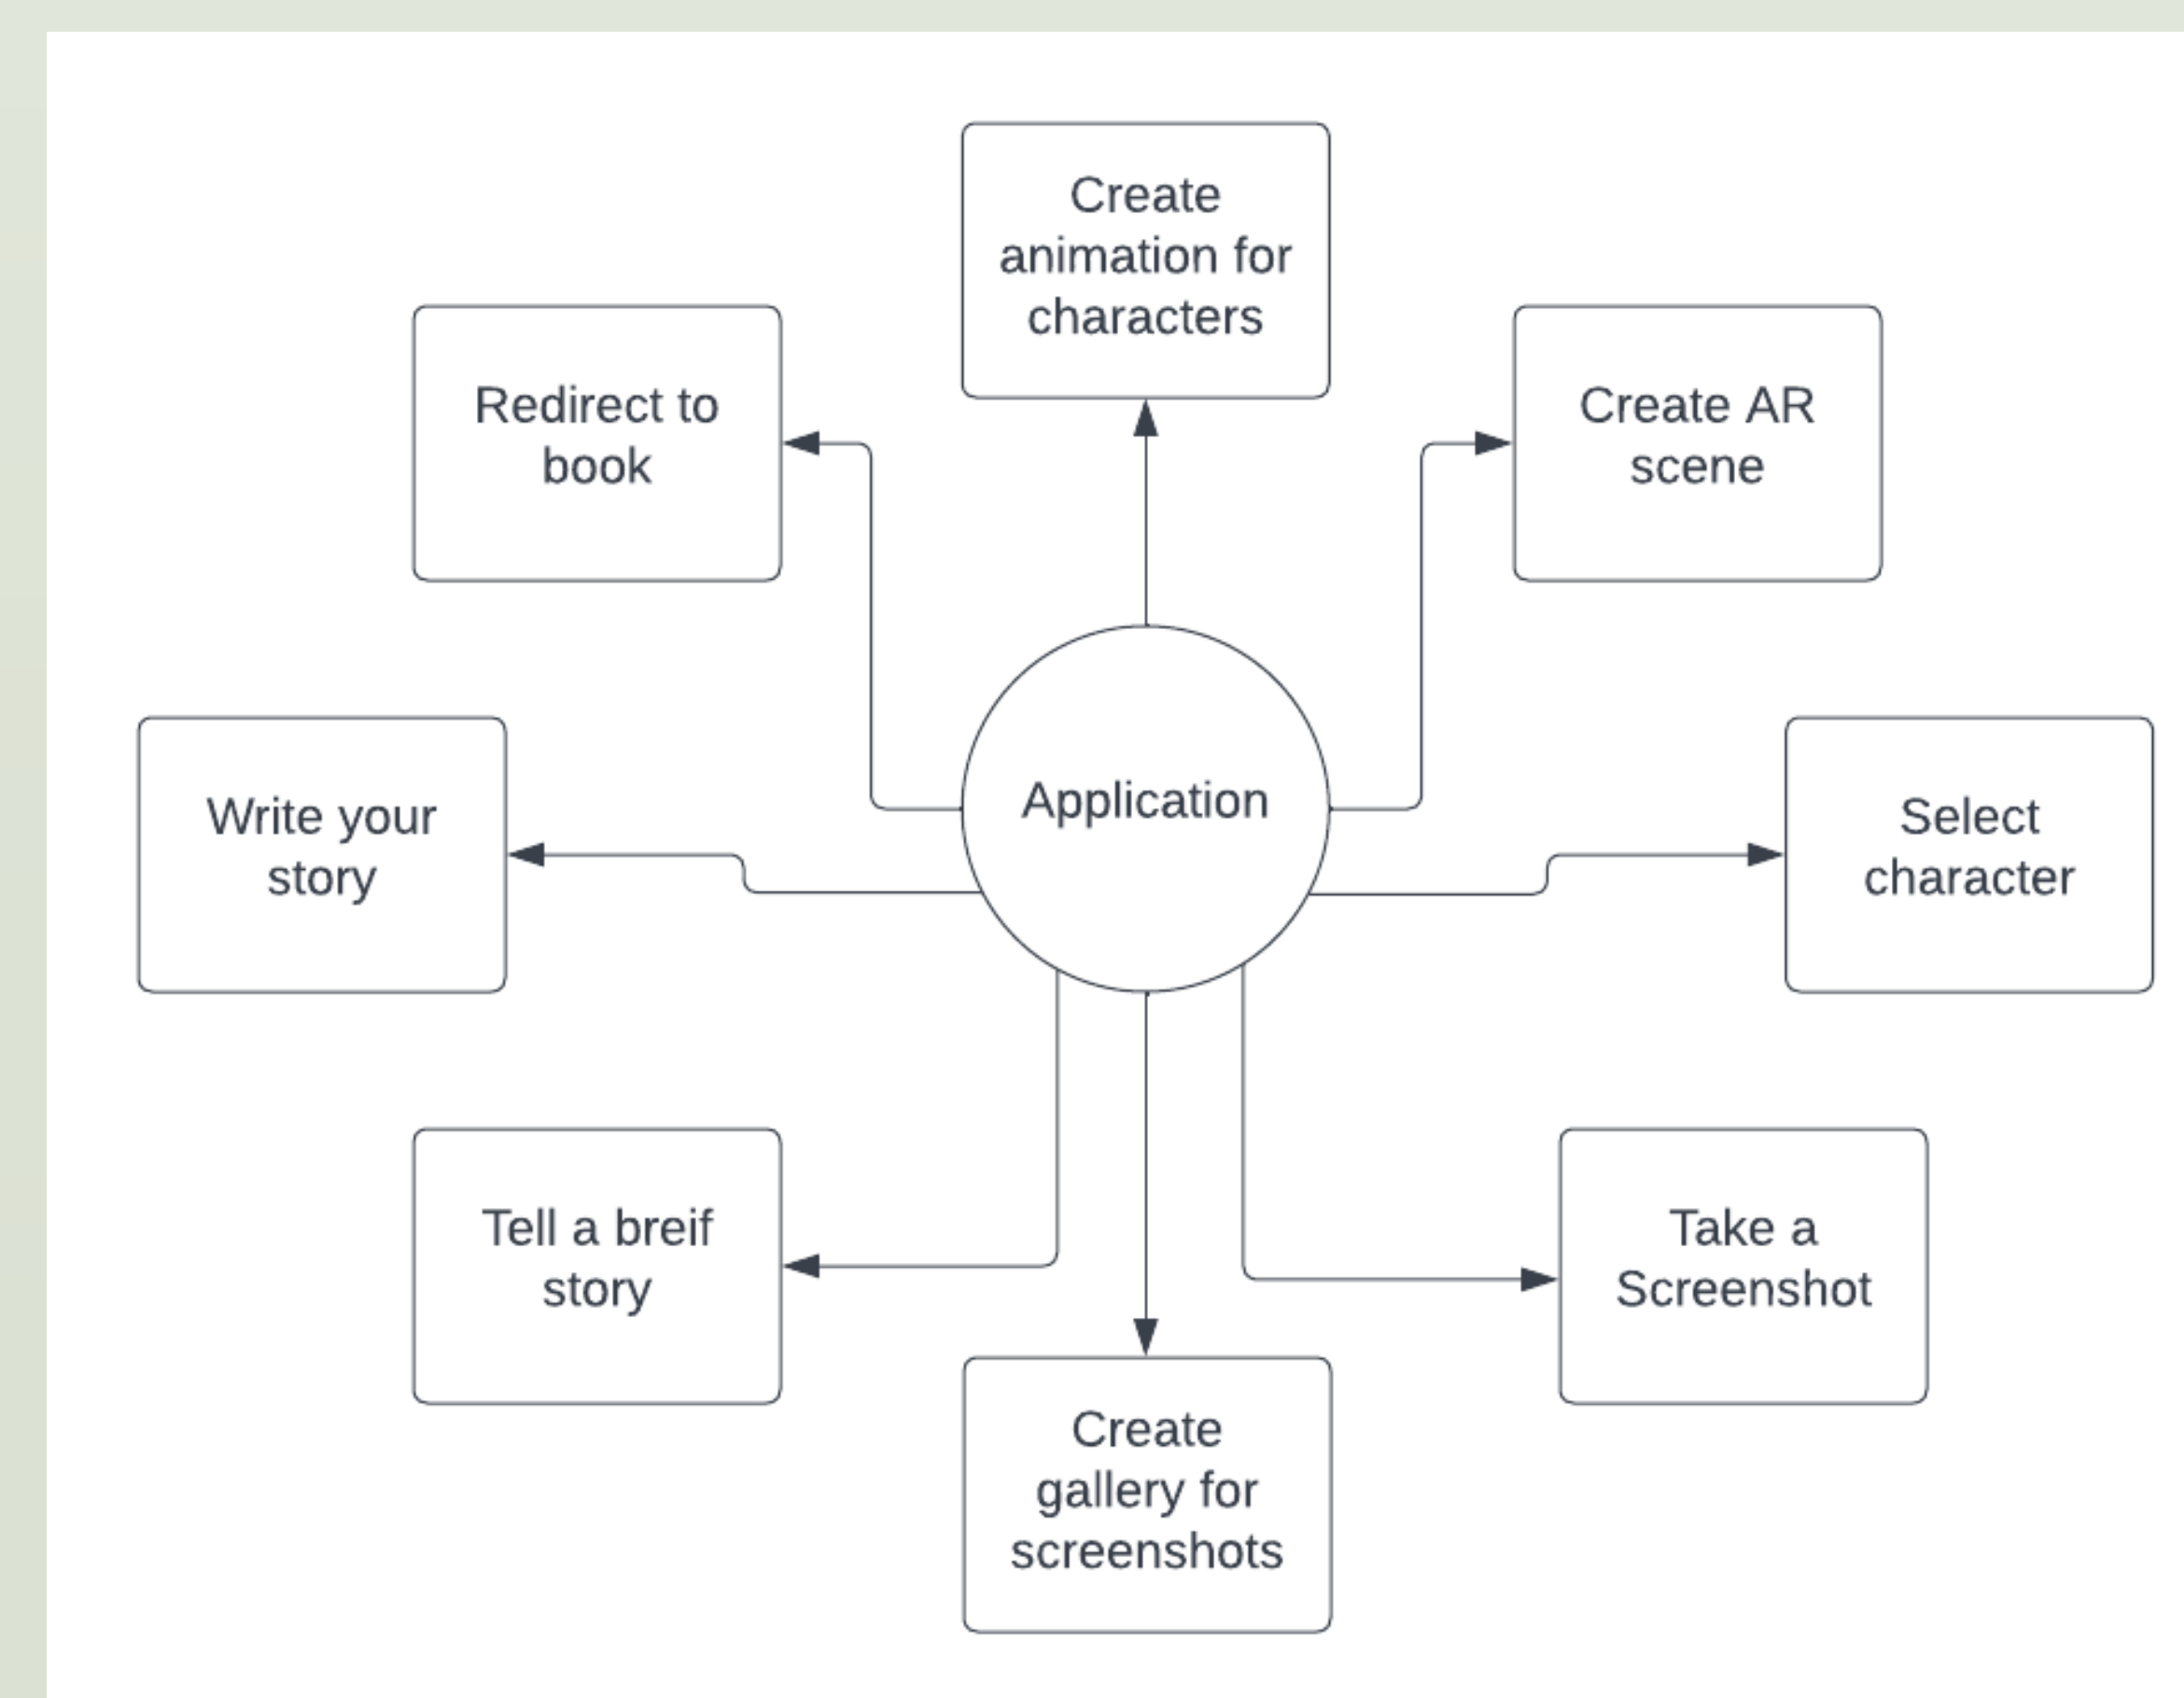 Create
animation for
characters
Redirect to
book
Create AR
scene
Application
Write your
story
Select
character
Tell a breif
story
Take a
Screenshot
Create
gallery for
screenshots